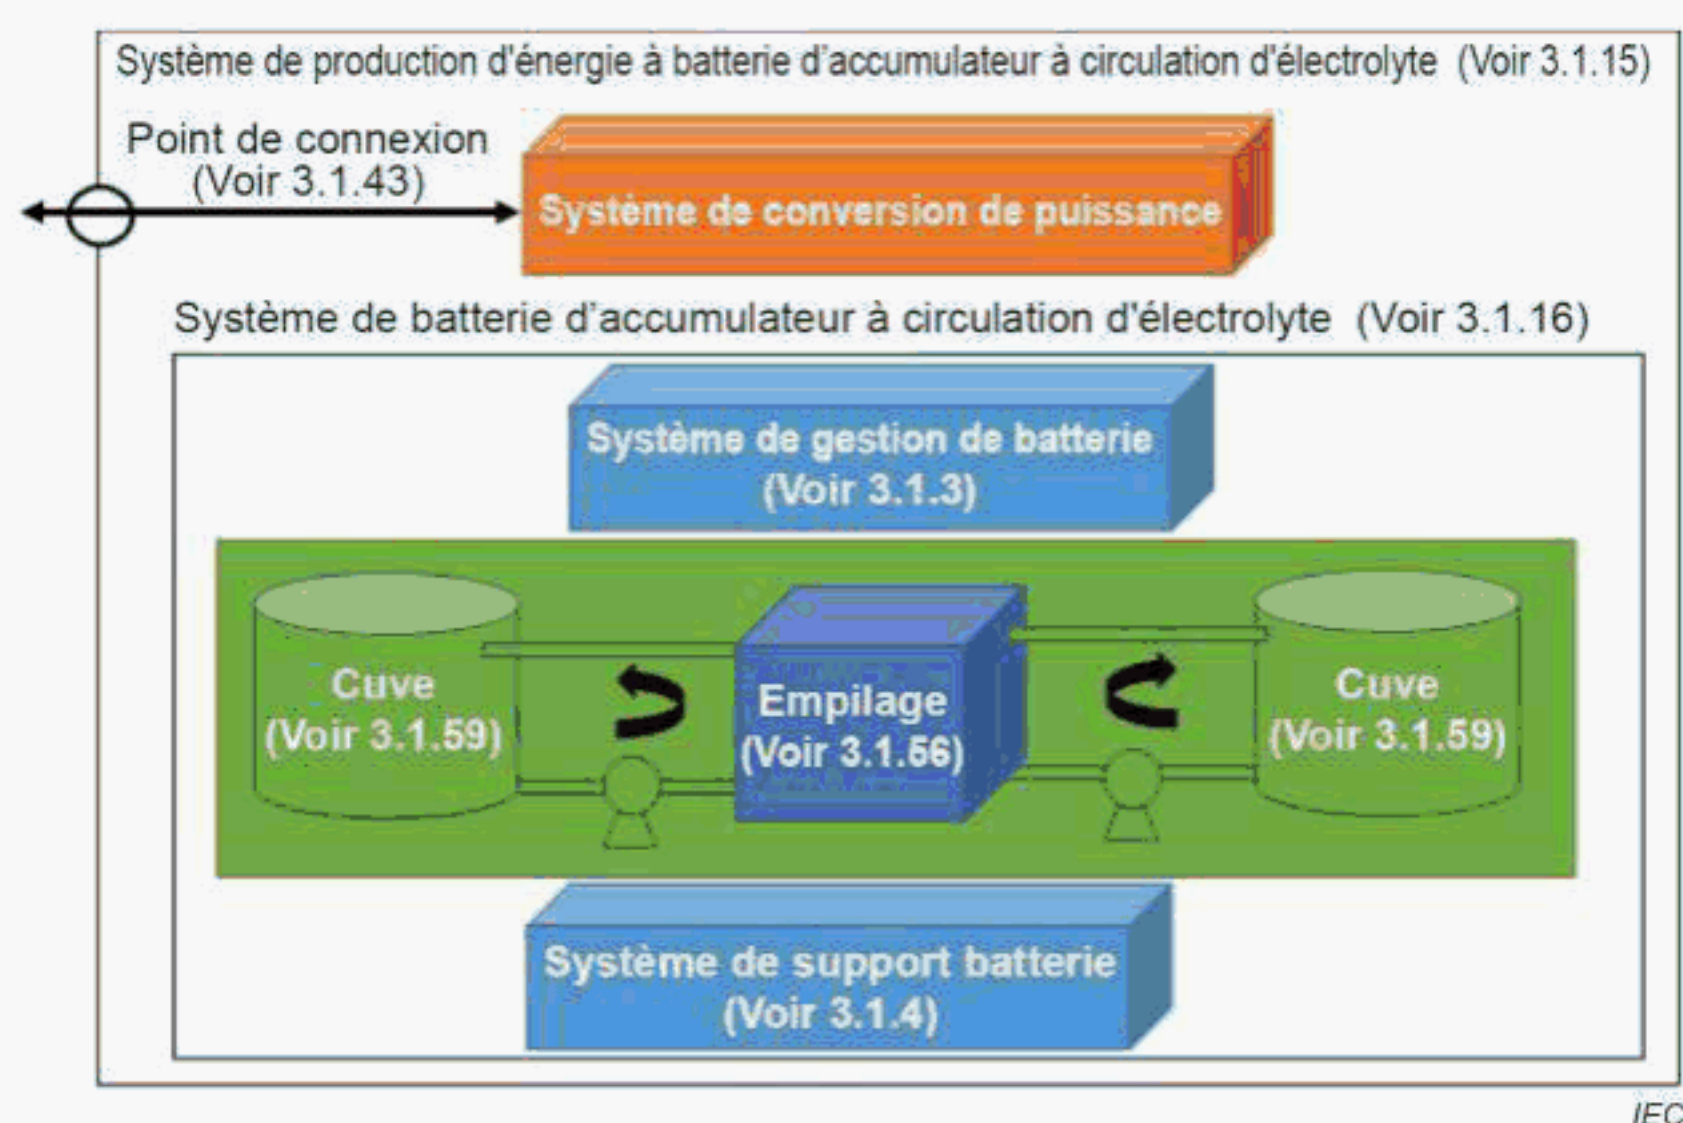 Système de production d'énergie à batterie d'accumulateur à circulation d'électrolyte (Voir 3.1.15)
Point de connexion
(Voir 3.1.43)
Système de conversion de puissance
Système de batterie d'accumulateur à circulation d'électrolyte (Voir 3.1.16)
Système de gestion de batterie
(Voir 3.1.3)
Cuve
(Voir 3.1.59)
Empilage
(Voir 3.1.56)
Cuve
(Voir 3.1.59)
Système de support batterie
(Voir 3.1.4)
IEC